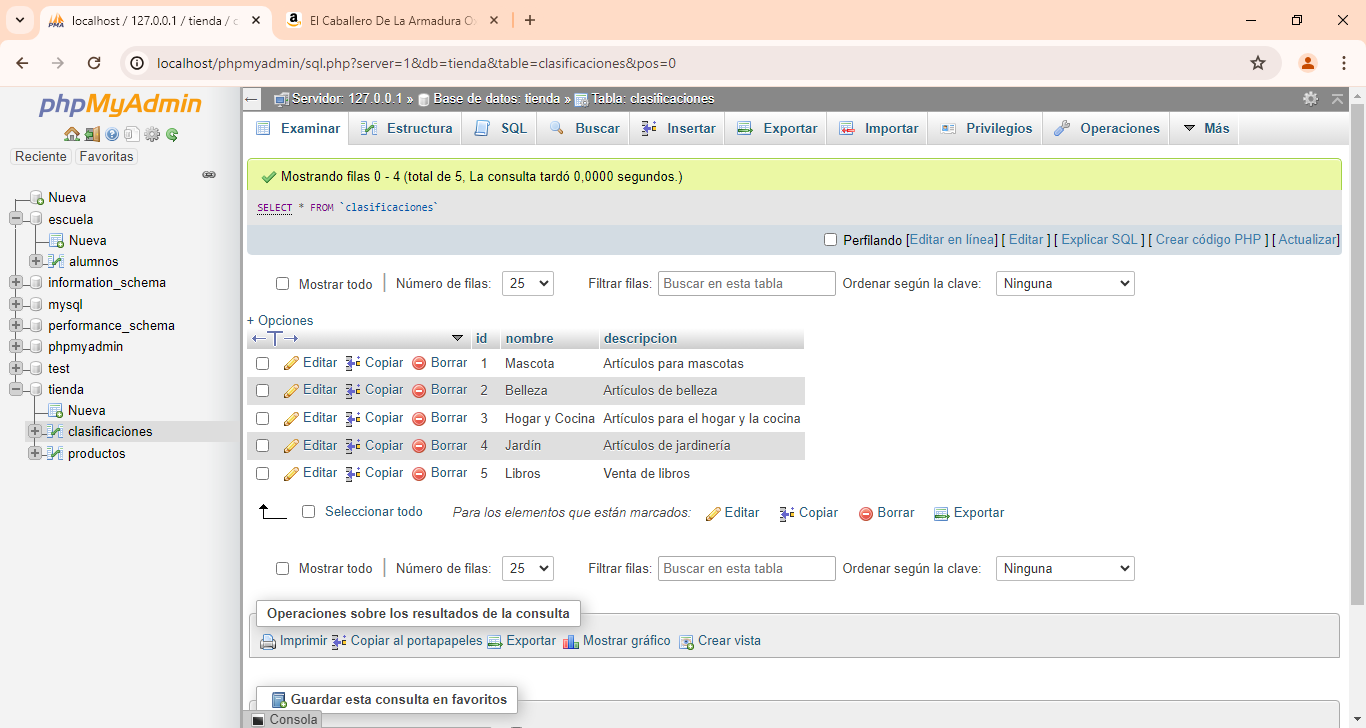 localhost / 127.0.0.1 / tienda / c
El Caballero De La Armadura Ox
localhost/phpmyadmin/sql.php?server=1&db=tienda&table=clasificaciones&pos=0
phpMyAdmin
Reciente Favoritas
Nueva
escuela
Nueva
alumnos
information_schema
mysql
performance_schema
phpmyadmin
test
tienda
Nueva
clasificaciones
productos
Servidor: 127.0.0.1 » Base de datos: tienda » Tabla: clasificaciones
Examinar Estructura SQL Buscar Insertar Exportar Importar Privilegios Operaciones Más
Mostrando filas 0 - 4 (total de 5, La consulta tardó 0,0000 segundos.)
SELECT * FROM `clasificaciones`
Perfilando [Editar en línea] [ Editar ] [ Explicar SQL ] [ Crear código PHP ] [ Actualizar]
Mostrar todo Número de filas: 25 Filtrar filas: Buscar en esta tabla Ordenar según la clave: Ninguna
+ Opciones
←T→ id nombre descripcion
Editar Copiar Borrar 1 Mascota Artículos para mascotas
Editar Copiar Borrar 2 Belleza Artículos de belleza
Editar Copiar Borrar 3 Hogar y Cocina Artículos para el hogar y la cocina
Editar Copiar Borrar 4 Jardín Artículos de jardinería
Editar Copiar Borrar 5 Libros Venta de libros
Seleccionar todo Para los elementos que están marcados: Editar Copiar Borrar Exportar
Mostrar todo Número de filas: 25 Filtrar filas: Buscar en esta tabla Ordenar según la clave: Ninguna
Operaciones sobre los resultados de la consulta
Imprimir Copiar al portapapeles Exportar Mostrar gráfico Crear vista
Guardar esta consulta en favoritos
Consola